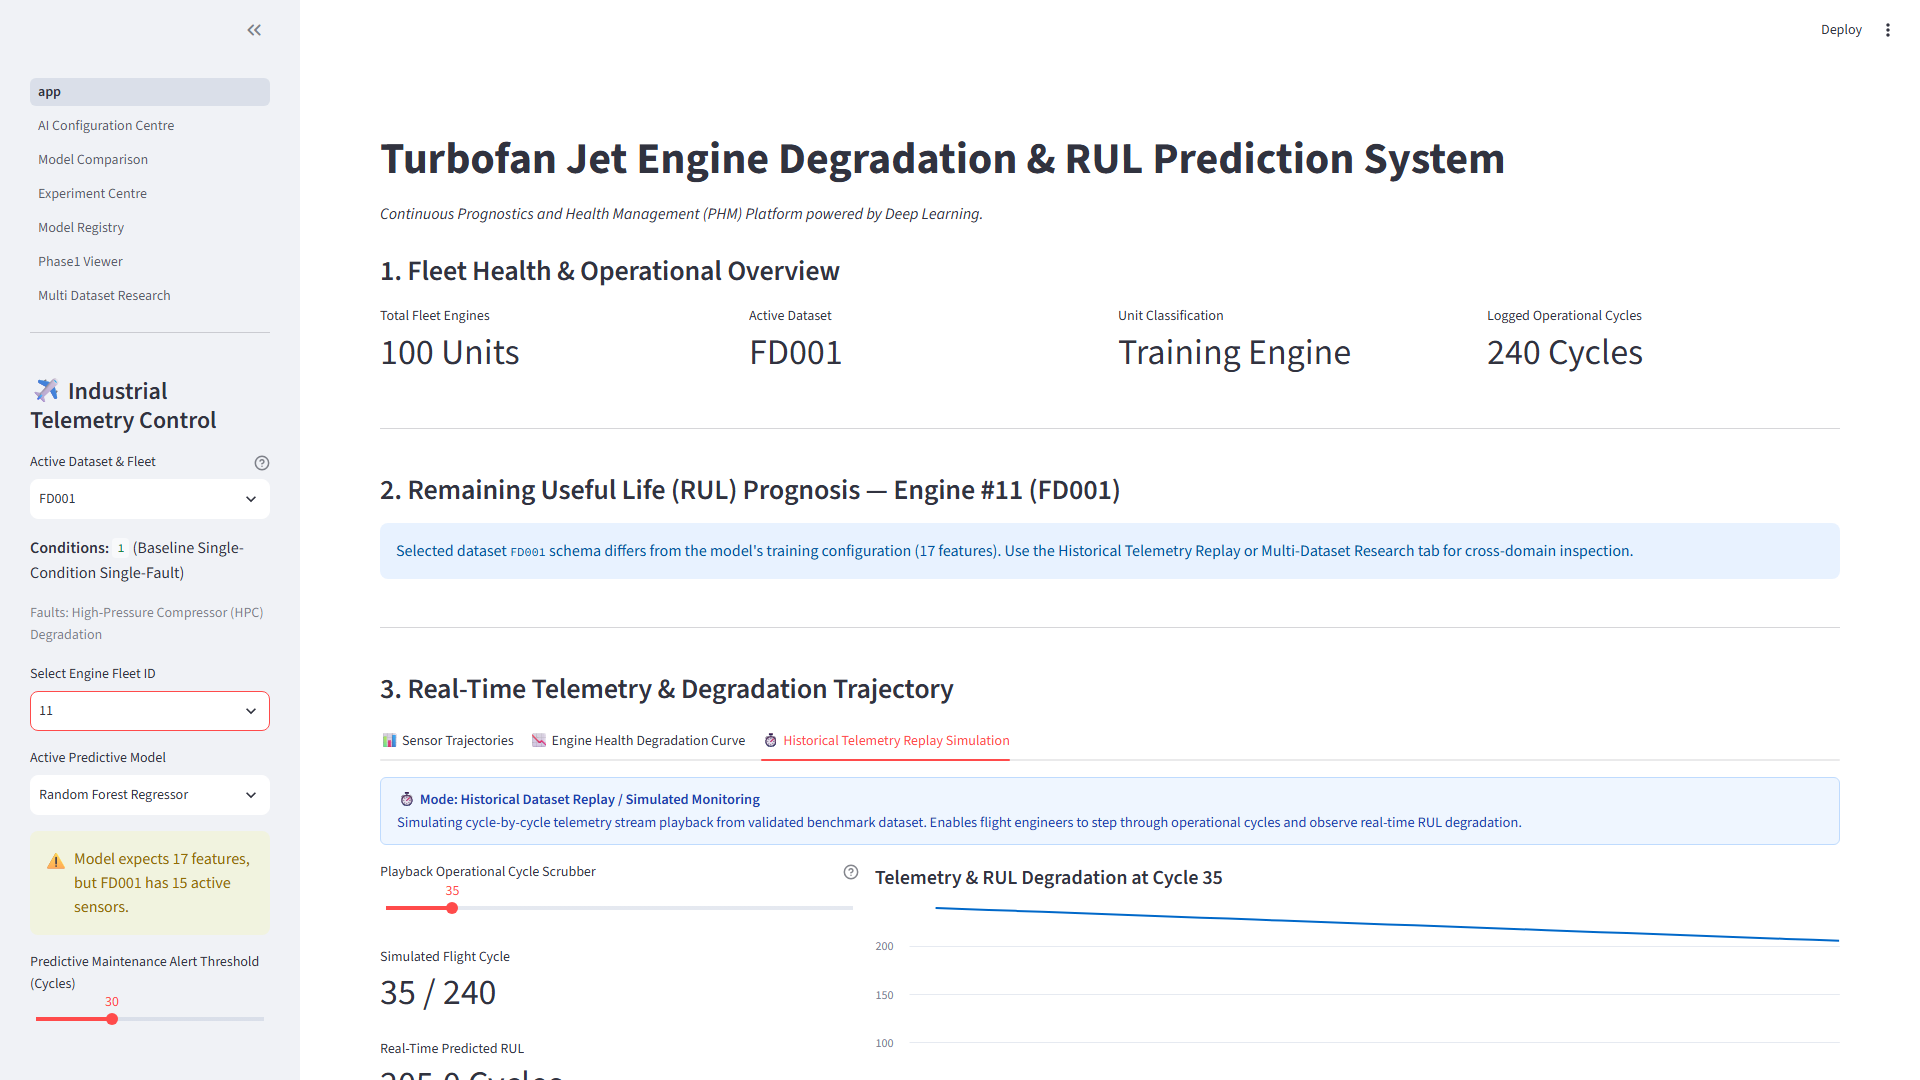 Deploy
app
AI Configuration Centre
Model Comparison
Experiment Centre
Model Registry
Phase1 Viewer
Multi Dataset Research
Industrial
Telemetry Control
Active Dataset & Fleet
FD001
Conditions: 1 (Baseline Single-
Condition Single-Fault)
Faults: High-Pressure Compressor (HPC)
Degradation
Select Engine Fleet ID
11
Active Predictive Model
Random Forest Regressor
Model expects 17 features,
but FD001 has 15 active
sensors.
Predictive Maintenance Alert Threshold
(Cycles)
30
Turbofan Jet Engine Degradation & RUL Prediction System
Continuous Prognostics and Health Management (PHM) Platform powered by Deep Learning.
1. Fleet Health & Operational Overview
Total Fleet Engines
100 Units
Active Dataset
FD001
Unit Classification
Training Engine
Logged Operational Cycles
240 Cycles
2. Remaining Useful Life (RUL) Prognosis — Engine #11 (FD001)
Selected dataset FD001 schema differs from the model's training configuration (17 features). Use the Historical Telemetry Replay or Multi-Dataset Research tab for cross-domain inspection.
3. Real-Time Telemetry & Degradation Trajectory
Sensor Trajectories
Engine Health Degradation Curve
Historical Telemetry Replay Simulation
Mode: Historical Dataset Replay / Simulated Monitoring
Simulating cycle-by-cycle telemetry stream playback from validated benchmark dataset. Enables flight engineers to step through operational cycles and observe real-time RUL degradation.
Playback Operational Cycle Scrubber
35
Simulated Flight Cycle
35 / 240
Real-Time Predicted RUL
205.0 Cycles
Telemetry & RUL Degradation at Cycle 35
200
150
100